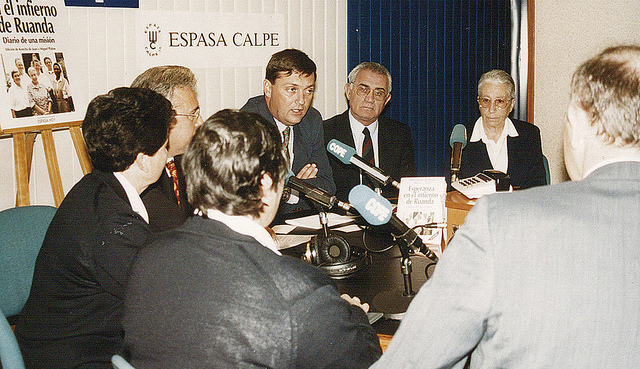 el infierno
de Ruanda
Diario de una misión
ESPASA CALPE
COPE
COPE
Esperanza
en el infierno
de Ruanda